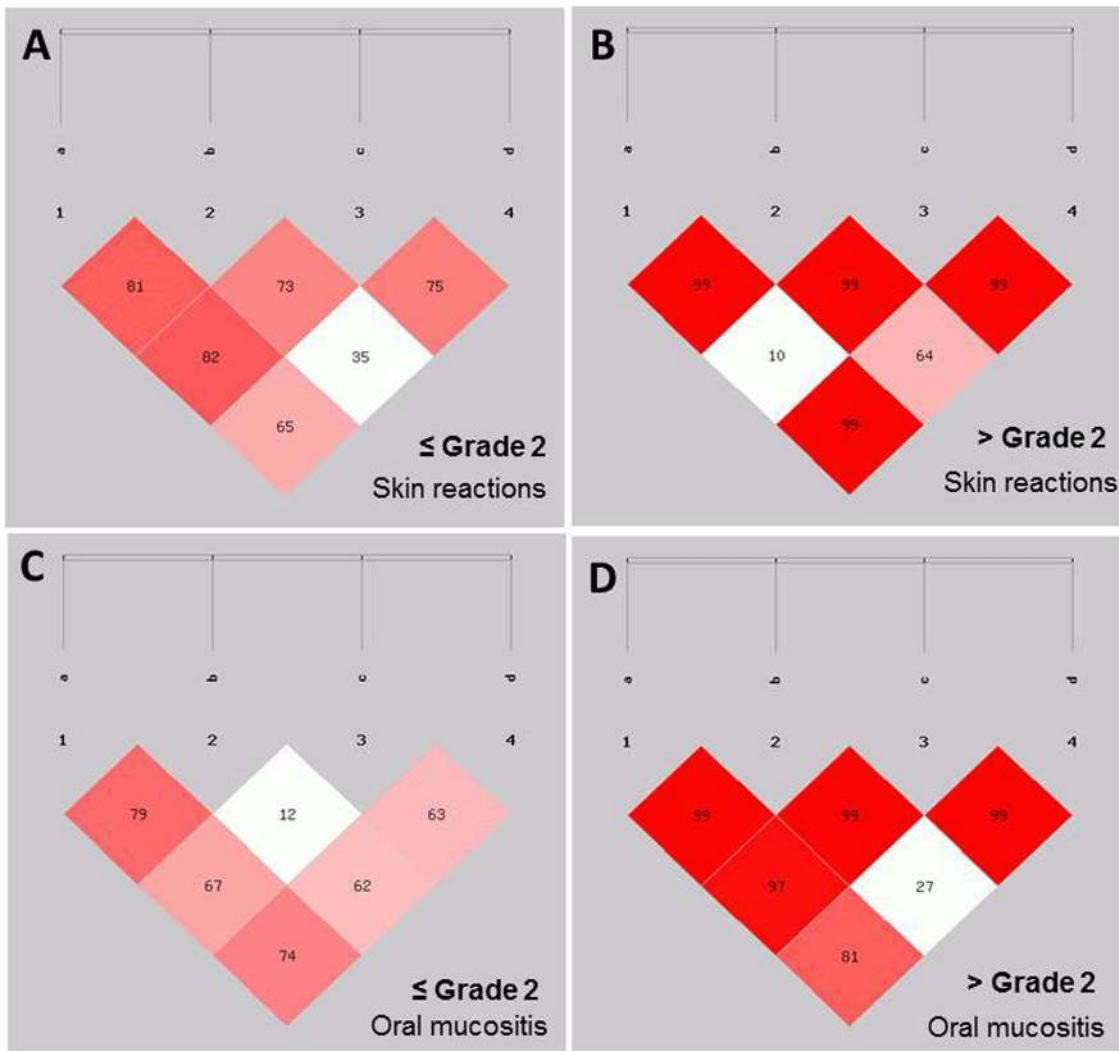 A
a b c d
1 2 3 4
81 73 75
82 35
65
≤ Grade 2
Skin reactions
B
a b c d
1 2 3 4
99 99 99
10 64
99
> Grade 2
Skin reactions
C
a b c d
1 2 3 4
79 12 63
67 62
74
≤ Grade 2
Oral mucositis
D
a b c d
1 2 3 4
99 99 99
97 27
81
> Grade 2
Oral mucositis